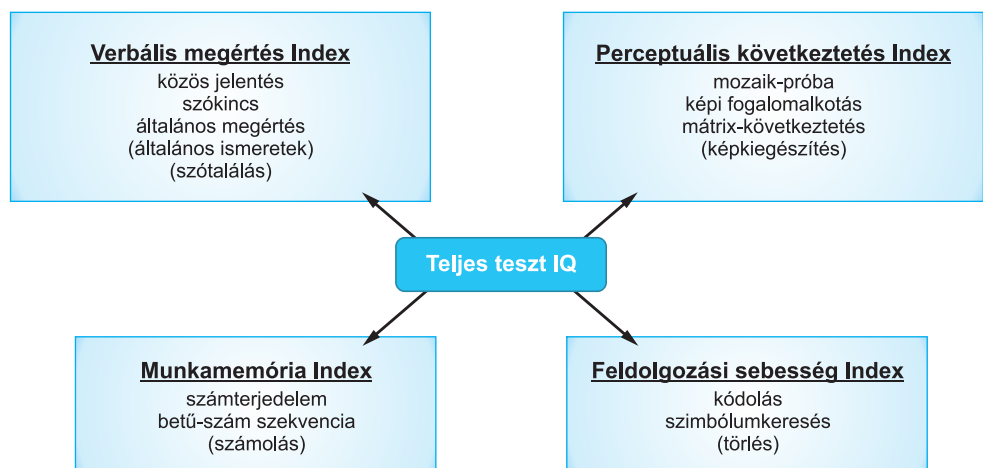 Verbális megértés Index
közös jelentés
szókincs
általános megértés
(általános ismeretek)
(szótalálás)
Perceptuális következtetés Index
mozaik-próba
képi fogalomalkotás
mátrix-következtetés
(képkiegészítés)
Teljes teszt IQ
Munkamemória Index
számterjedelem
betű-szám szekvencia
(számolás)
Feldolgozási sebesség Index
kódolás
szimbólumkeresés
(törlés)